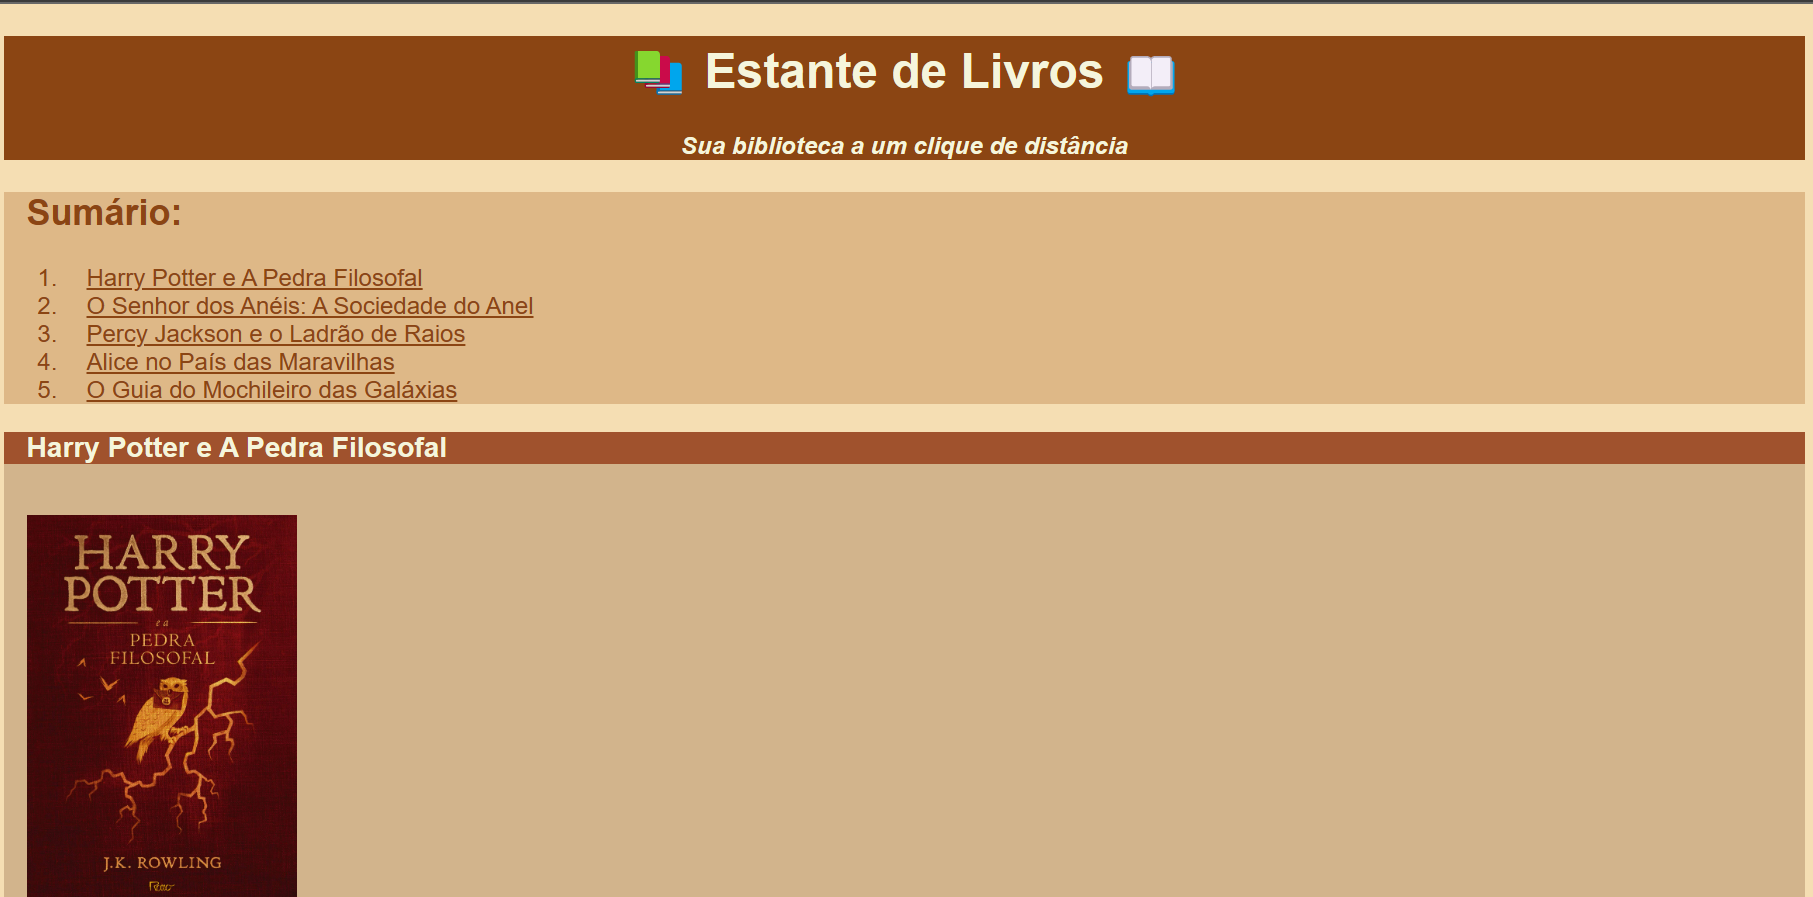 📚 Estante de Livros 📖
Sua biblioteca a um clique de distância
Sumário:
1. Harry Potter e A Pedra Filosofal
2. O Senhor dos Anéis: A Sociedade do Anel
3. Percy Jackson e o Ladrão de Raios
4. Alice no País das Maravilhas
5. O Guia do Mochileiro das Galáxias
Harry Potter e A Pedra Filosofal
HARRY
POTTER
e a
PEDRA
FILOSOFAL
J.K. ROWLING